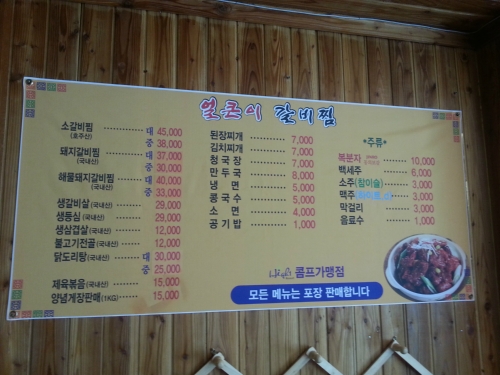 얼큰이 갈비찜
소갈비찜 (호주산) 대 45,000
중 38,000
돼지갈비찜 (국내산) 대 37,000
중 30,000
해물돼지갈비찜 (국내산) 대 40,000
중 33,000
생갈비살(국내산) 29,000
생등심(국내산) 29,000
생삼겹살(국내산) 12,000
불고기전골(국내산) 12,000
닭도리탕(국내산) 대 30,000
중 25,000
제육볶음(국내산) 15,000
양념게장판매(1KG) 15,000
된장찌개 7,000
김치찌개 7,000
청국장 7,000
만두국 8,000
냉면 5,000
콩국수 5,000
소면 4,000
공기밥 1,000
*주류*
복분자 10,000
백세주 6,000
소주(참이슬) 3,000
맥주 3,000
막걸리 3,000
음료수 1,000
콤프가맹점
모든 메뉴는 포장 판매합니다